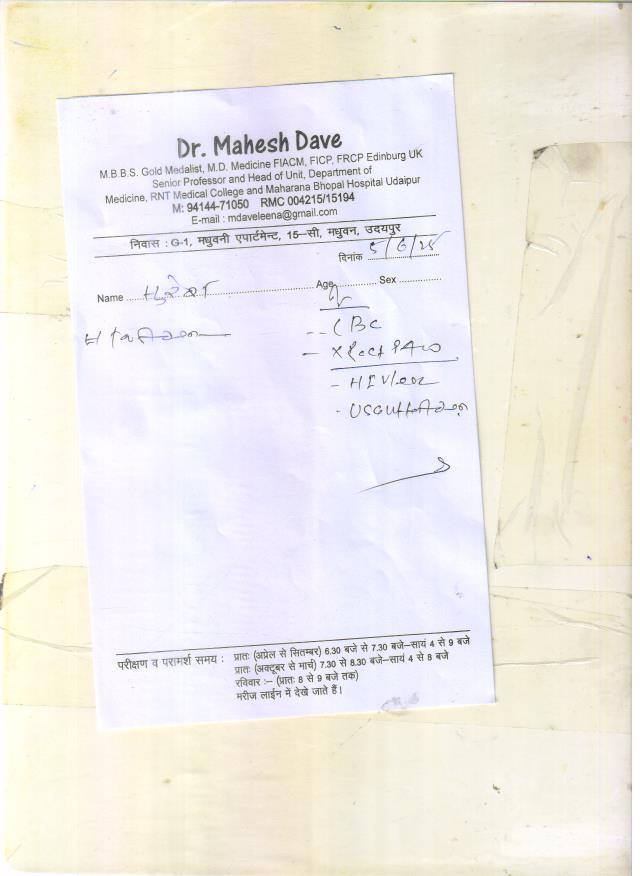 Dr. Mahesh Dave
M.B.B.S. Gold Medalist, M.D. Medicine FIACM, FICP, FRCP Edinburg UK
Senior Professor and Head of Unit, Department of
Medicine, RNT Medical College and Maharana Bhopal Hospital Udaipur
M: 94144-71050 RMC 004215/15194
E-mail : mdaveleena@gmail.com
निवास : G-1, मधुवनी एपार्टमेन्ट, 15–सी, मधुवन, उदयपुर
दिनांक
Name Age Sex
- CBC
- HIV
परीक्षण व परामर्श समय : प्रातः (अप्रेल से सितम्बर) 6.30 बजे से 7.30 बजे–सायं 4 से 9 बजे
प्रातः (अक्टूबर से मार्च) 7.30 से 8.30 बजे–सायं 4 से 8 बजे
रविवार :– (प्रातः 8 से 9 बजे तक)
मरीज लाईन में देखे जाते हैं।